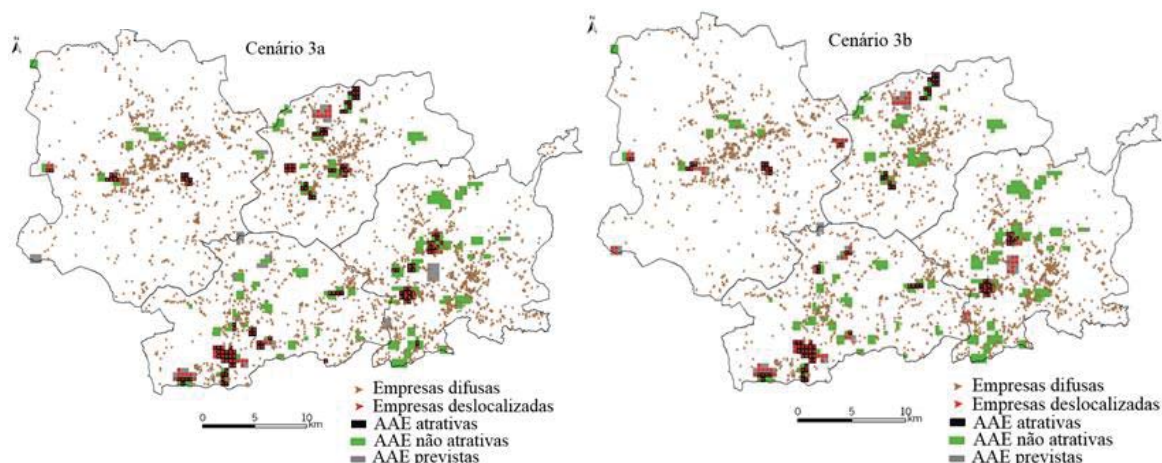 N
Cenário 3a
Empresas difusas
Empresas deslocalizadas
AAE atrativas
AAE não atrativas
AAE previstas
0 5 10
km
N
Cenário 3b
Empresas difusas
Empresas deslocalizadas
AAE atrativas
AAE não atrativas
AAE previstas
0 5 10
km